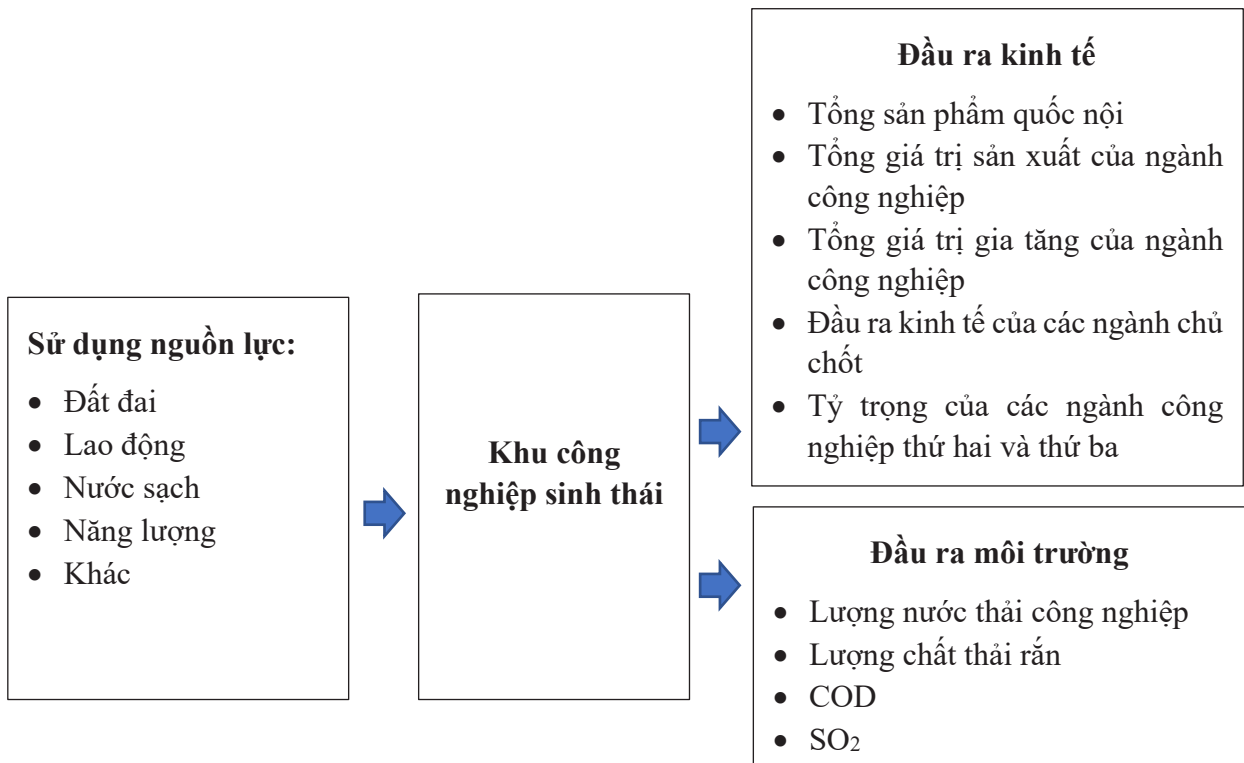 Sử dụng nguồn lực:
• Đất đai
• Lao động
• Nước sạch
• Năng lượng
• Khác
Khu công
nghiệp sinh thái
Đầu ra kinh tế
• Tổng sản phẩm quốc nội
• Tổng giá trị sản xuất của ngành
công nghiệp
• Tổng giá trị gia tăng của ngành
công nghiệp
• Đầu ra kinh tế của các ngành chủ
chốt
• Tỷ trọng của các ngành công
nghiệp thứ hai và thứ ba
Đầu ra môi trường
• Lượng nước thải công nghiệp
• Lượng chất thải rắn
• COD
• SO₂